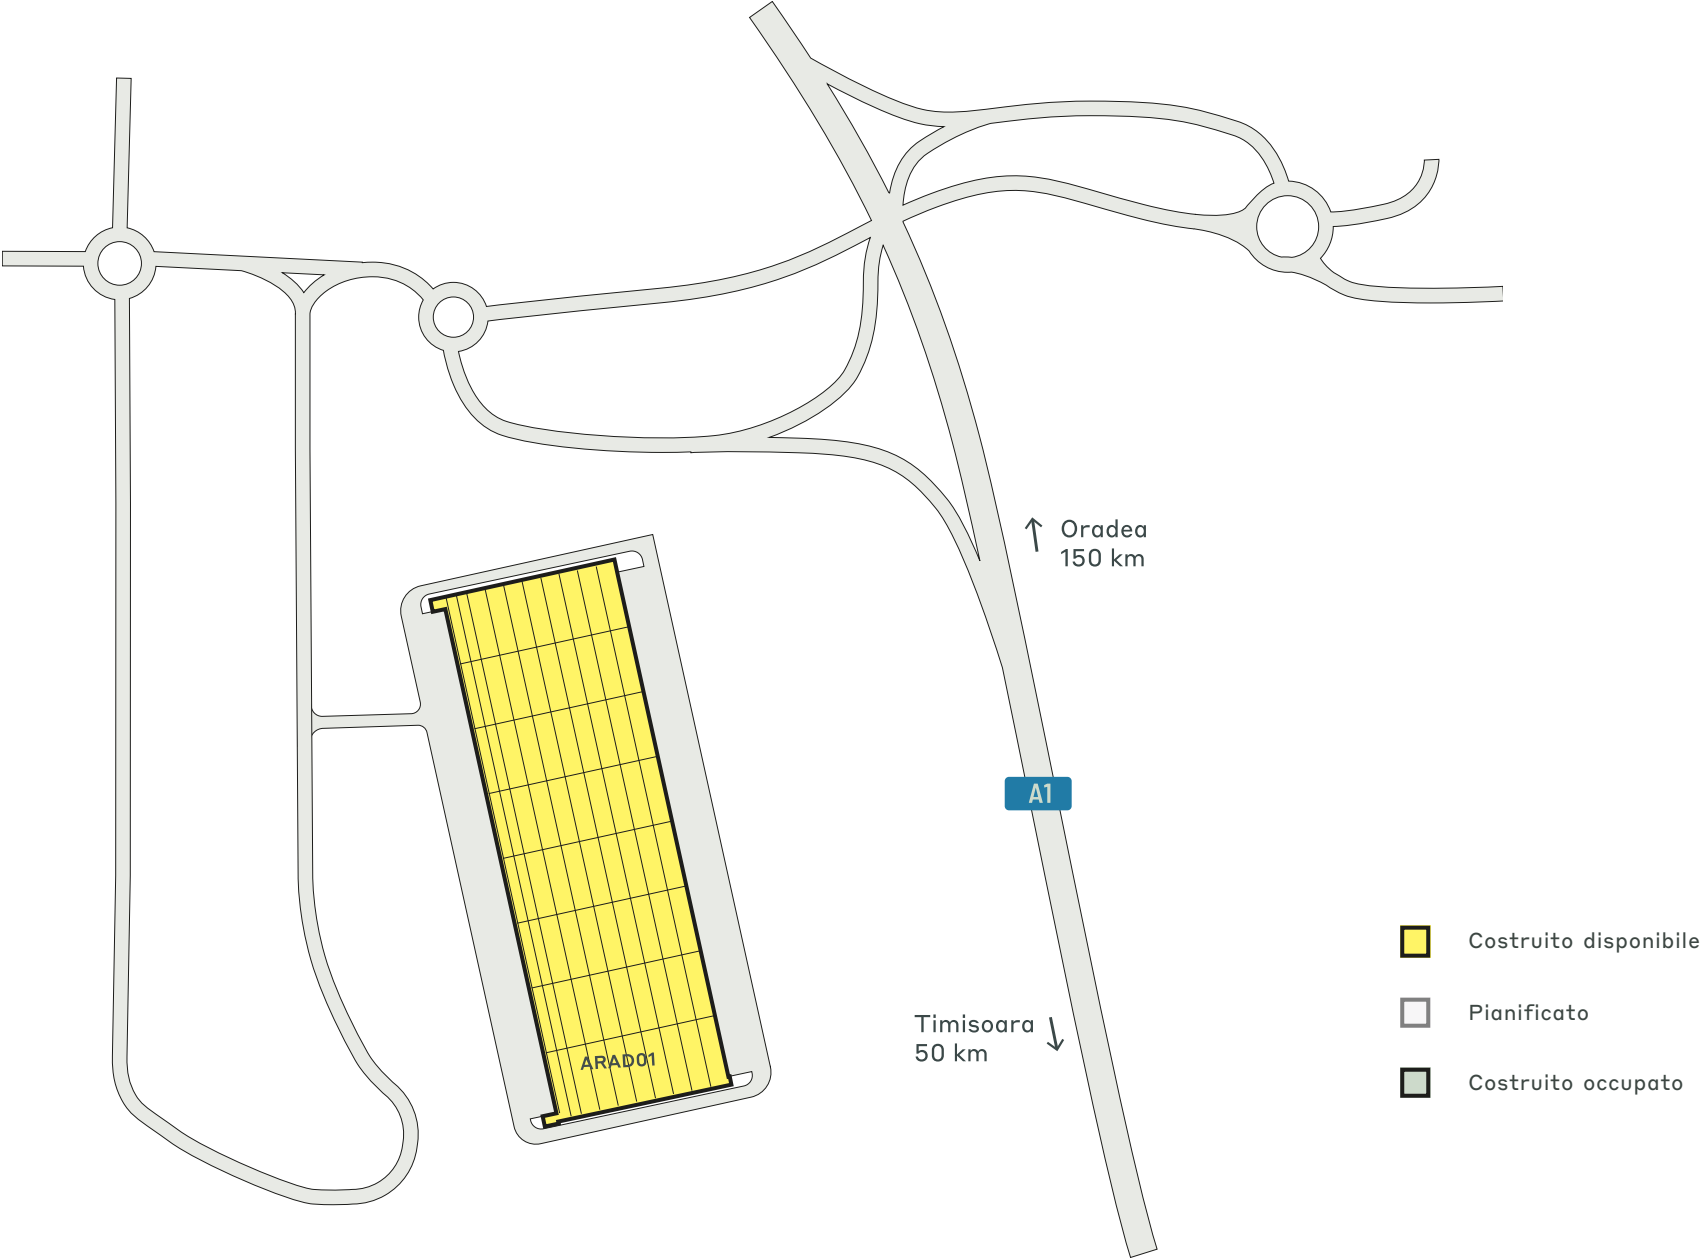 Oradea
150 km
A1
Costruito disponibile
Pianificato
Timisoara
50 km
ARAD01
Costruito occupato